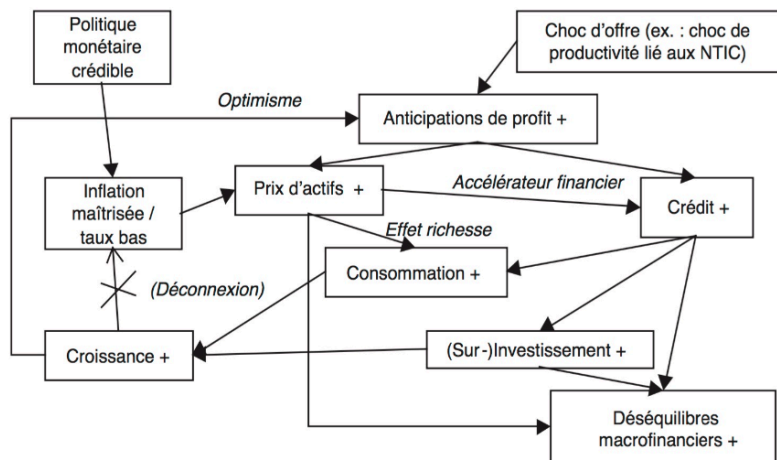 Politique
monétaire
crédible
Choc d'offre (ex. : choc de
productivité lié aux NTIC)
Optimisme
Anticipations de profit +
Inflation
maîtrisée /
taux bas
Prix d'actifs +
Accélérateur financier
Crédit +
Effet richesse
Consommation +
(Déconnexion)
Croissance +
(Sur-)Investissement +
Déséquilibres
macrofinanciers +